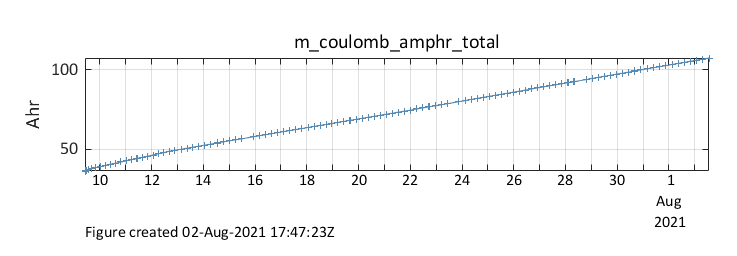 m_coulomb_amphr_total
Ahr
100
50
10 12 14 16 18 20 22 24 26 28 30 1
Aug
2021
Figure created 02-Aug-2021 17:47:23Z